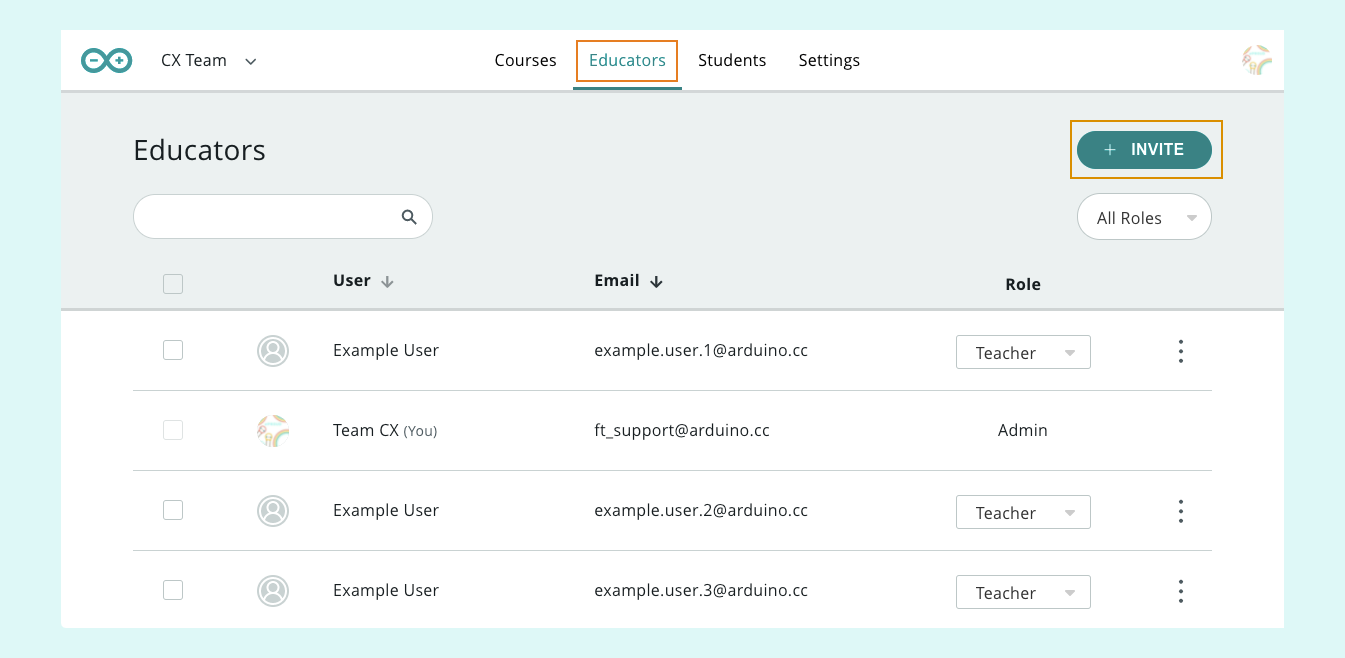 CX Team Courses Educators Students Settings
Educators
+ INVITE
All Roles
User Email Role
Example User example.user.1@arduino.cc Teacher
Team CX (You) ft_support@arduino.cc Admin
Example User example.user.2@arduino.cc Teacher
Example User example.user.3@arduino.cc Teacher